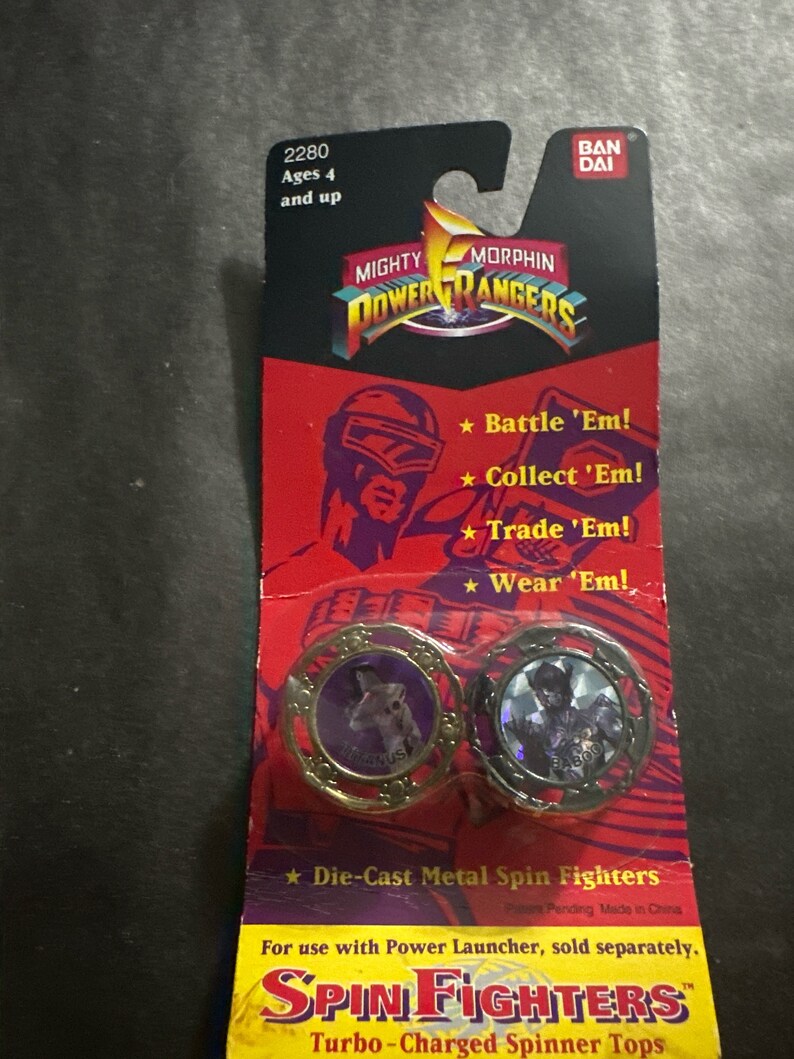 2280
Ages 4
and up
BAN
DAI
®
MIGHTY MORPHIN
POWER RANGERS
★ Battle 'Em!
★ Collect 'Em!
★ Trade 'Em!
★ Wear 'Em!
TITANUS
BABOO
★ Die-Cast Metal Spin Fighters
Patent Pending Made in China
For use with Power Launcher, sold separately.
SPIN FIGHTERS™
Turbo-Charged Spinner Tops